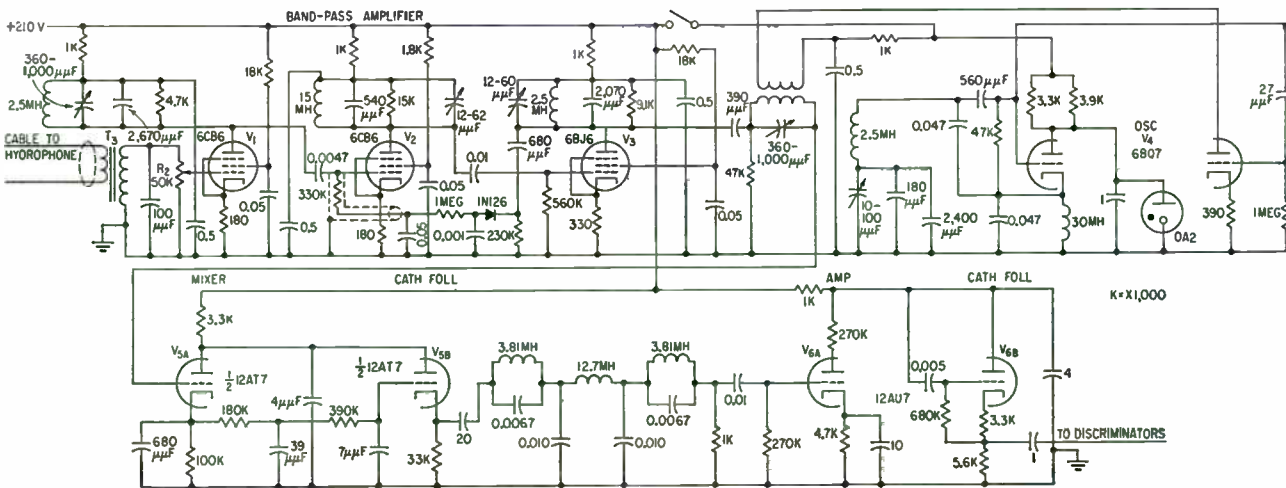 BAND-PASS AMPLIFIER
+210 V
1K
360-
1,000μμF
2.5MH
4.7K
18K
2,670μμF
CABLE TO
HYDROPHONE
T3
R2
50K
100
μμF
0.5
6CB6
V1
180
0.05
0.5
1K
15
MH
540
μμF
15K
1.8K
12-62
μμF
6CB6
V2
0.0047
330K
180
0.05
0.05
1MEG
0.001
1N126
230K
0.01
12-60
μμF
680
μμF
1K
2.5
MH
2,070
μμF
9.1K
0.5
6BJ6
V3
560K
330
18K
0.05
390
μμF
47K
360-
1,000μμF
0.5
1K
2.5MH
10-
100
μμF
180
μμF
2,400
μμF
560μμF
0.047
47K
0.047
3.3K
3.9K
30MH
1
OSC
V4
6BQ7
OA2
27
μμF
390
1MEG
MIXER
CATH FOLL
AMP
CATH FOLL
K=X1,000
3.3K
V5A
½ 12AT7
680
μμF
100K
180K
39
μμF
4μμF
390K
7μμF
½ 12AT7
V5B
33K
20
3.81MH
0.0067
0.010
12.7MH
0.010
3.81MH
0.0067
1K
0.01
270K
1K
270K
V6A
4.7K
10
12AU7
0.005
680K
V6B
3.3K
5.6K
1
4
TO DISCRIMINATORS